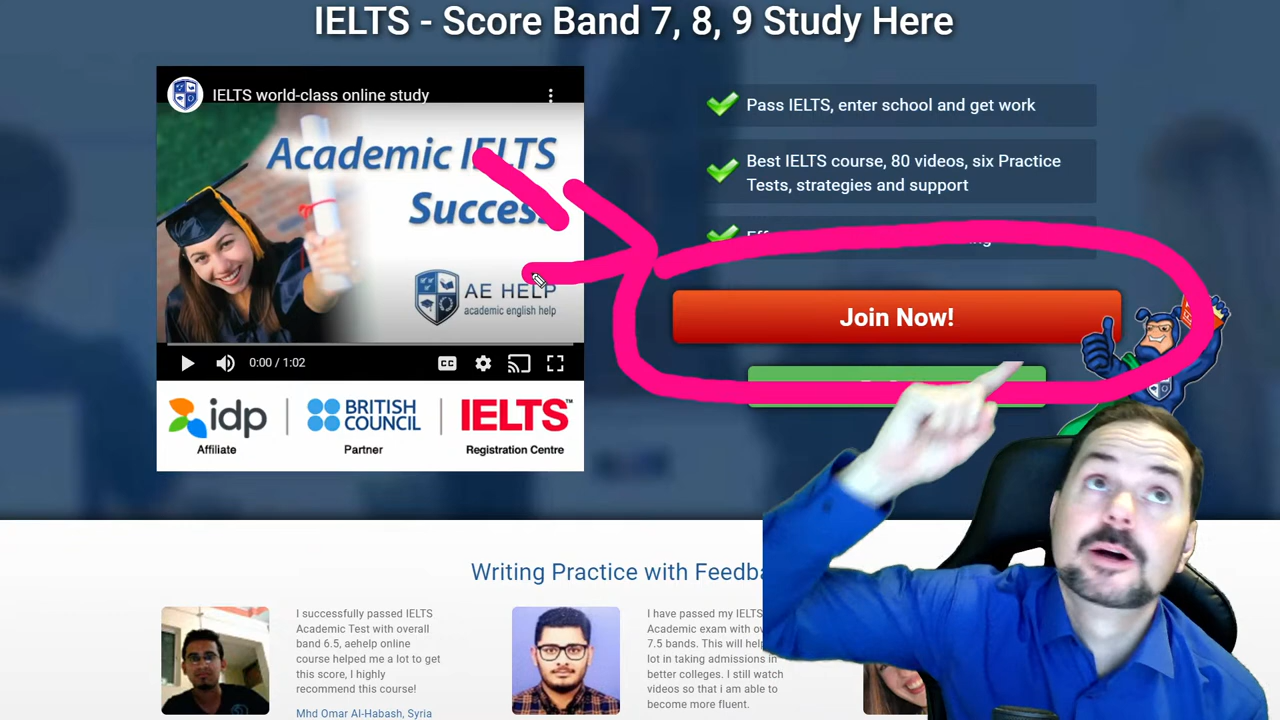 IELTS - Score Band 7, 8, 9 Study Here
IELTS world-class online study
Academic IELTS
Success
AE HELP
academic english help
0:00 / 1:02
CC
idp
Affiliate
BRITISH
COUNCIL
Partner
IELTS™
Registration Centre
Pass IELTS, enter school and get work
Best IELTS course, 80 videos, six Practice
Tests, strategies and support
Join Now!
Writing Practice with
I successfully passed IELTS
Academic Test with overall
band 6.5, aehelp online
course helped me a lot to get
this score, I highly
recommend this course!
Mhd Omar Al-Habash, Syria
I have passed my IELTS
Academic exam with
7.5 bands. This will help
lot in taking admissions in
better colleges. I still watch
videos so that i am able to
become more fluent.